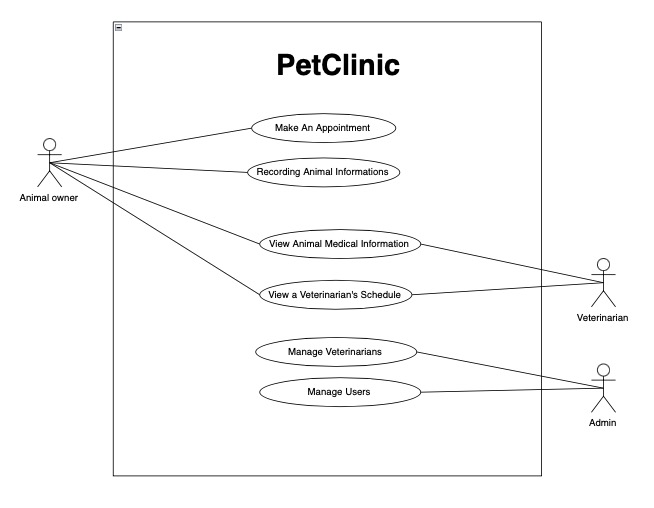 PetClinic
Make An Appointment
Recording Animal Informations
Animal owner
View Animal Medical Information
View a Veterinarian's Schedule
Veterinarian
Manage Veterinarians
Manage Users
Admin